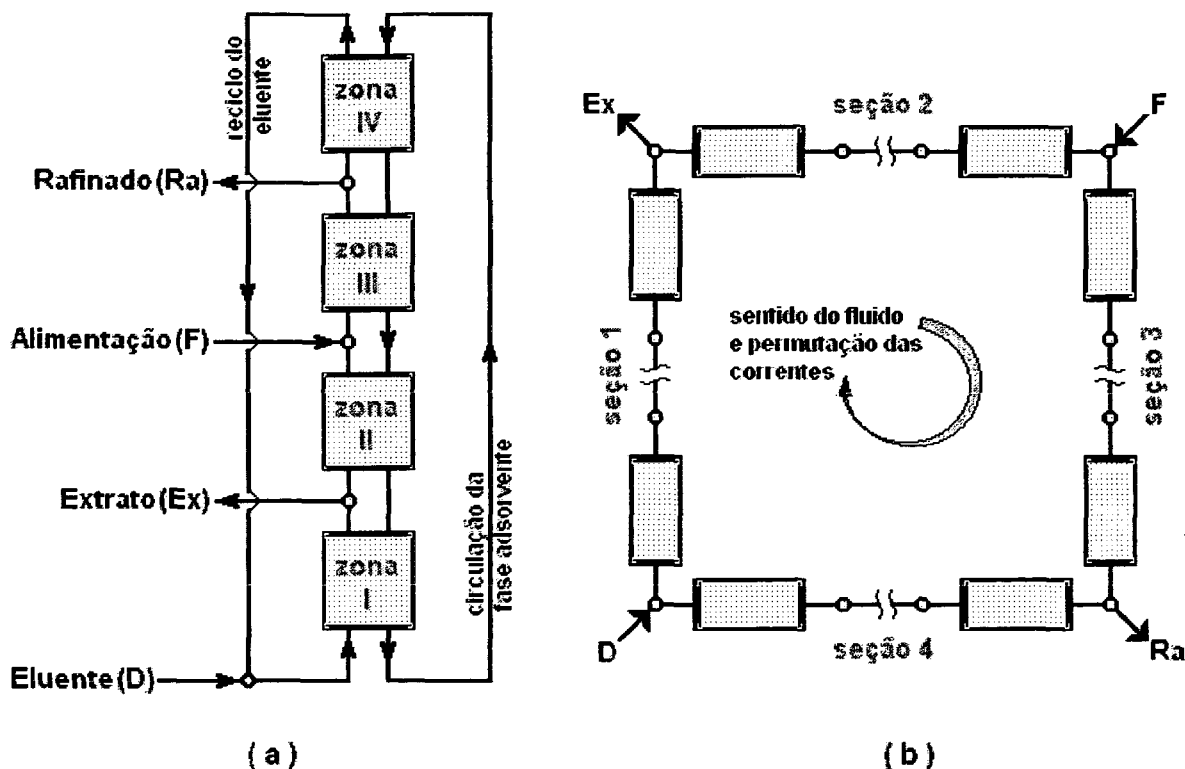 reciclo do
eluente
zona
IV
Rafinado (Ra)
zona
III
Alimentação (F)
zona
II
Extrato (Ex)
zona
I
Eluente (D)
circulação da
fase adsorvente
( a )
Ex
seção 2
F
seção 1
sentido do fluido
e permutação das
correntes
seção 3
D
seção 4
Ra
( b )